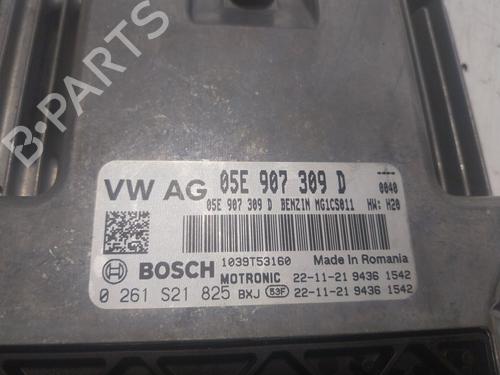 B-PARTS
VW AG 05E 907 309 D ----
05E 907 309 D BENZIN MG1CS011 0040
HW: H20
1039T53160 Made in Romania
BOSCH MOTRONIC 22-11-21 9436 1542
0 261 S21 825 BXJ 53F 22-11-21 9436 1542